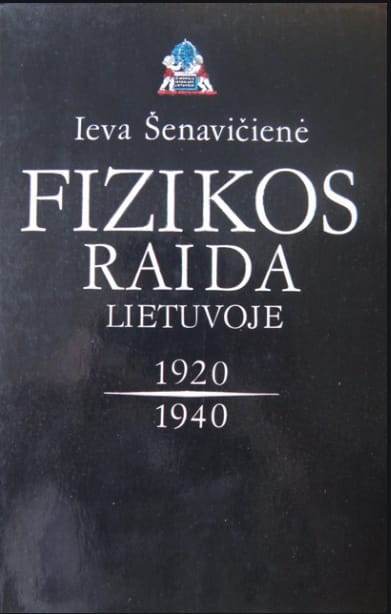 Ieva Šenavičienė
FIZIKOS
RAIDA
LIETUVOJE
1920
1940